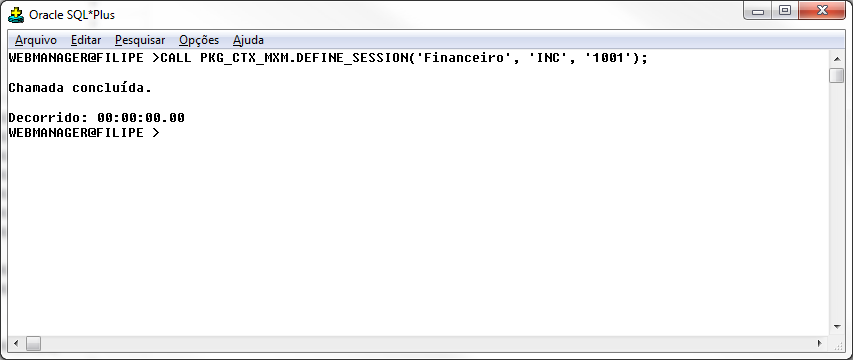 Oracle SQL*Plus
Arquivo Editar Pesquisar Opções Ajuda
WEBMANAGER@FILIPE >CALL PKG_CTX_MXM.DEFINE_SESSION('Financeiro', 'INC', '1001');
Chamada concluída.
Decorrido: 00:00:00.00
WEBMANAGER@FILIPE >